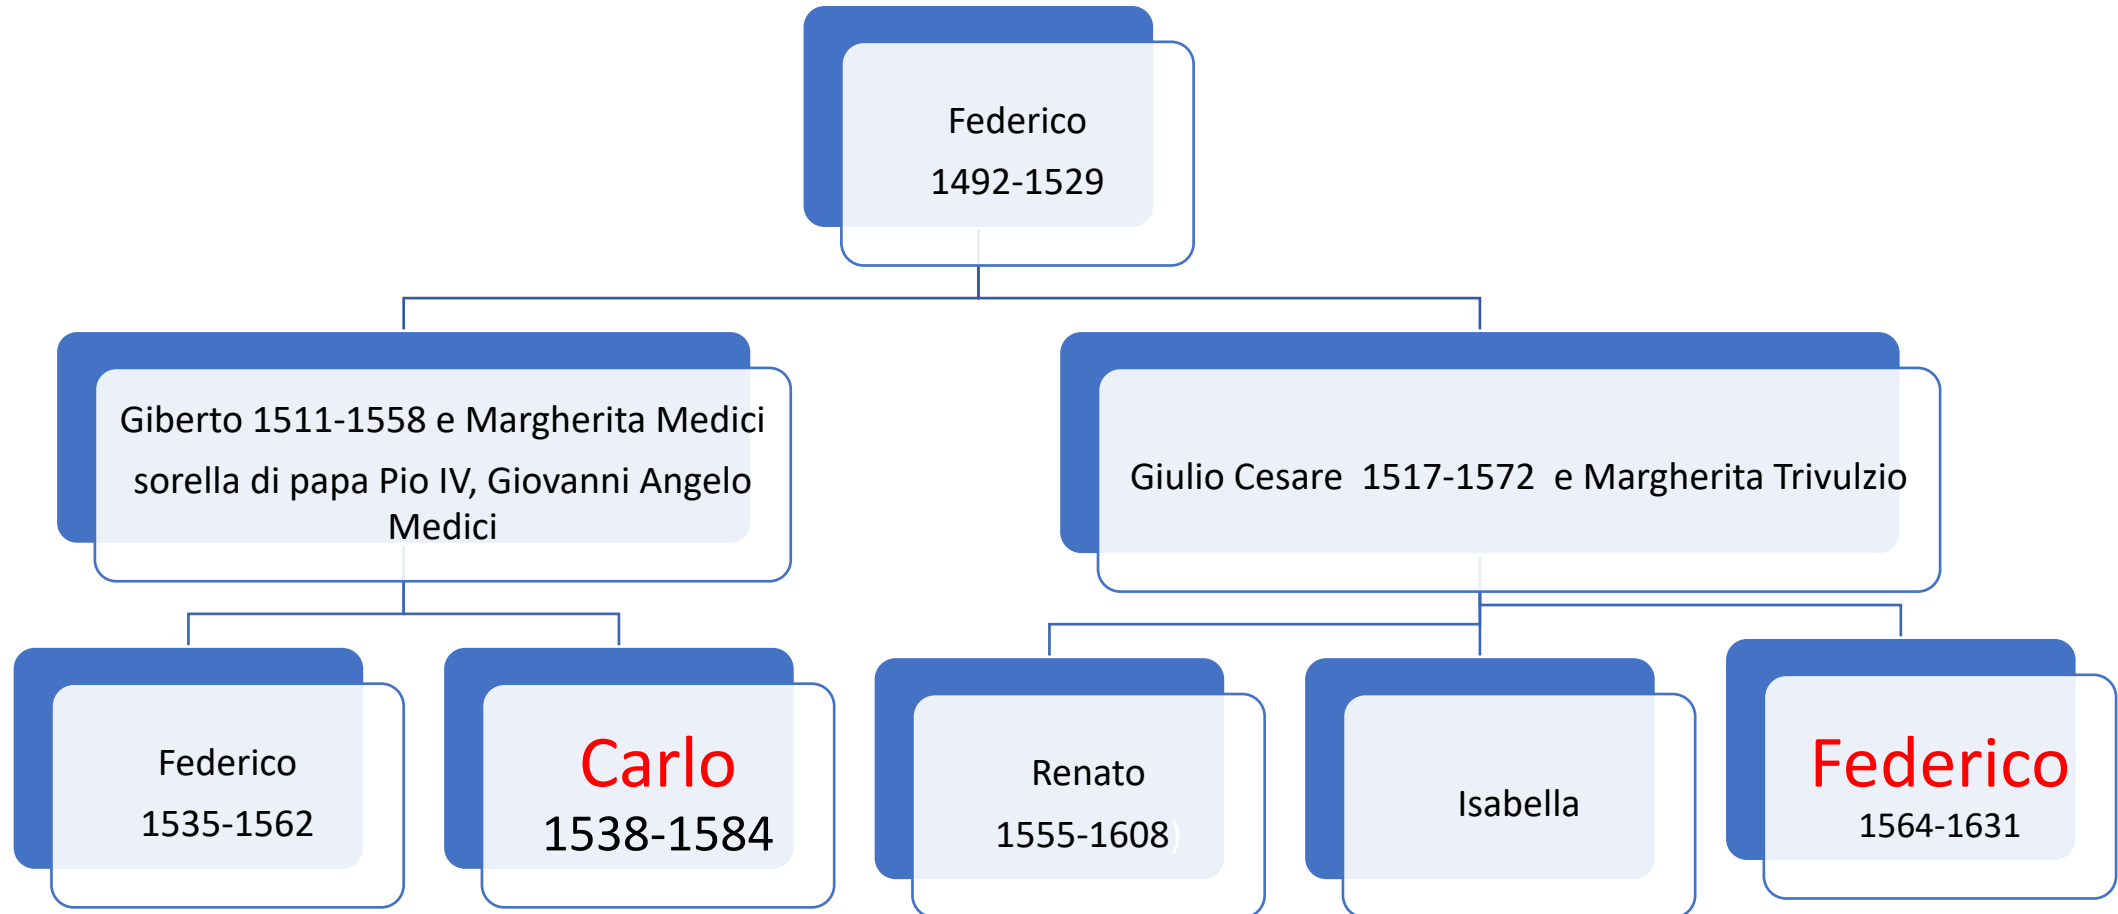 Federico
1492-1529
Giberto 1511-1558 e Margherita Medici
sorella di papa Pio IV, Giovanni Angelo
Medici
Giulio Cesare 1517-1572 e Margherita Trivulzio
Federico
1535-1562
Carlo
1538-1584
Renato
1555-1608)
Isabella
Federico
1564-1631